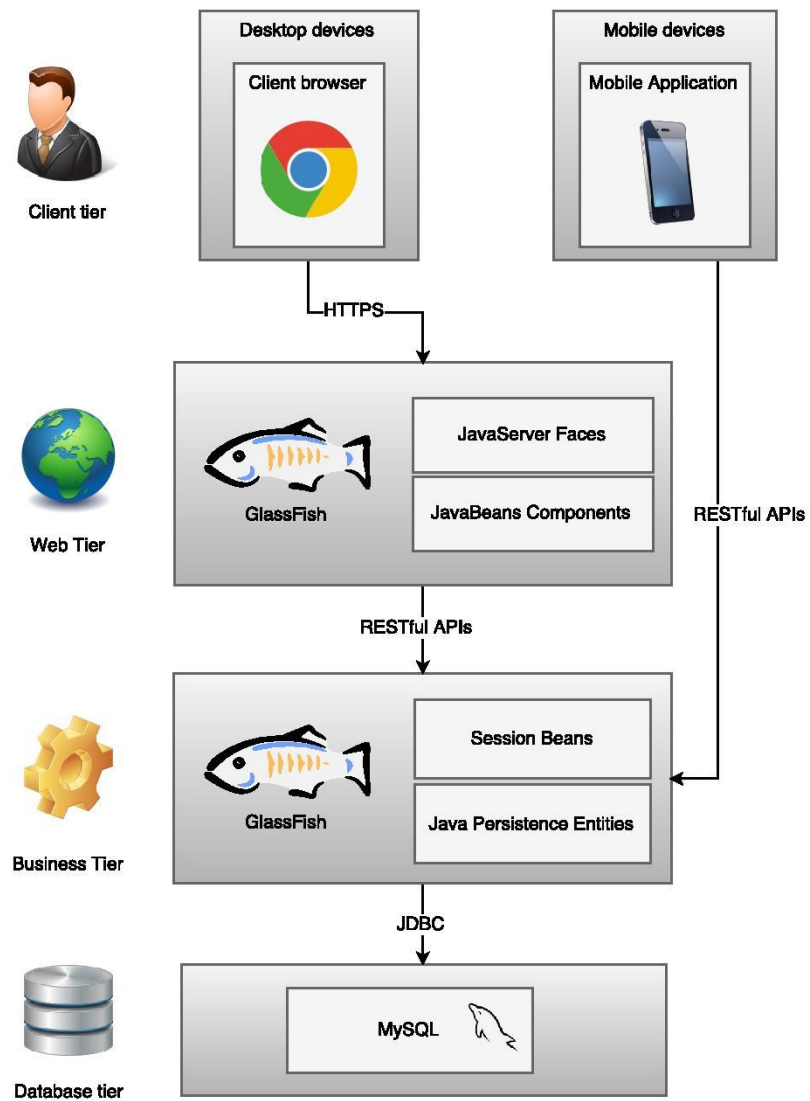 Desktop devices
Mobile devices
Client browser
Mobile Application
Client tier
HTTPS
JavaServer Faces
GlassFish
JavaBeans Components
RESTful APIs
Web Tier
RESTful APIs
Session Beans
GlassFish
Java Persistence Entities
Business Tier
JDBC
MySQL
Database tier